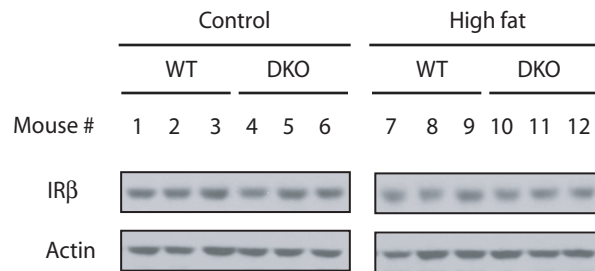 Control High fat
WT DKO WT DKO
Mouse # 1 2 3 4 5 6 7 8 9 10 11 12
IRβ
Actin